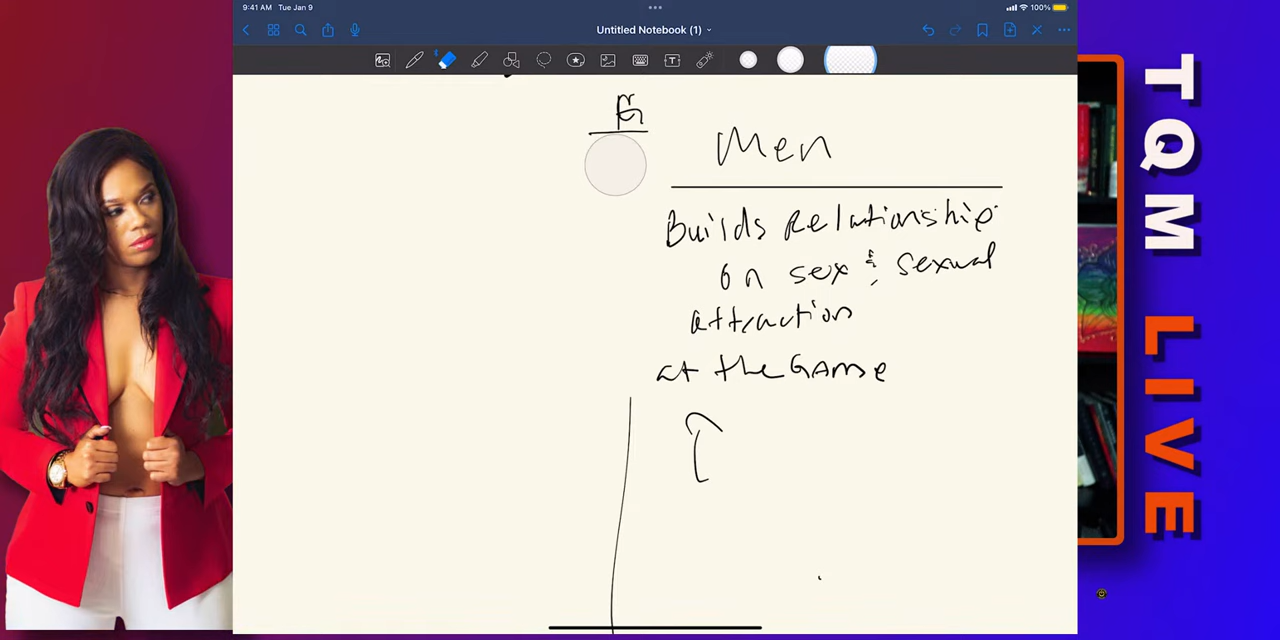 9:41 AM Tue Jan 9
100%
Untitled Notebook (1)
Men
Builds Relationship
on sex & sexual
attraction
at the Game
TQM LIVE